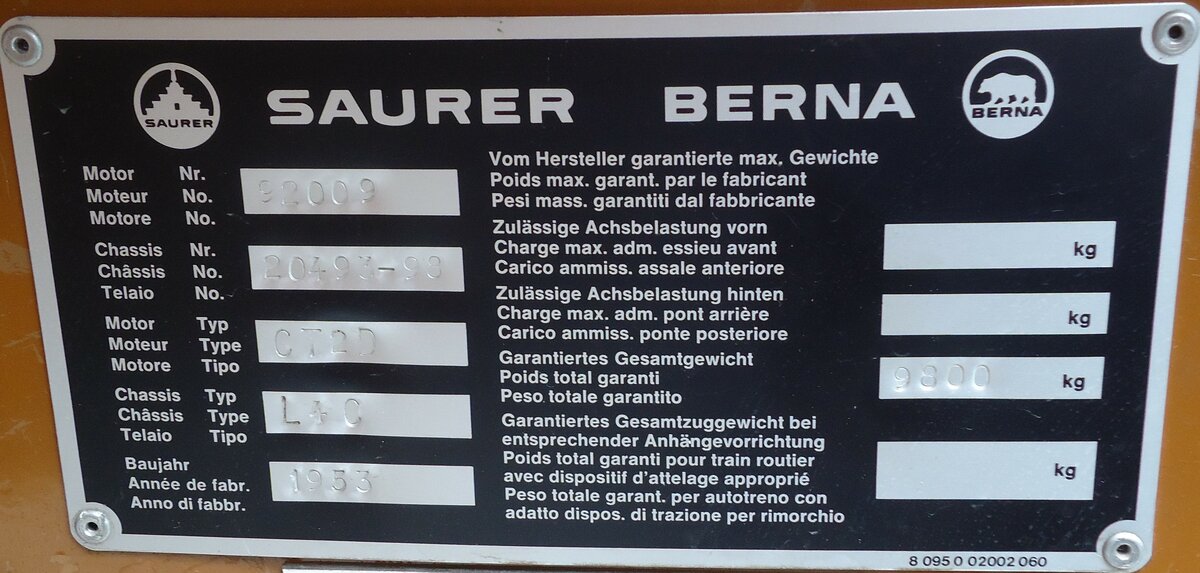 SAURER
SAURER BERNA
BERNA
Motor Nr.
Moteur No.
Motore No.
92009
Chassis Nr.
Châssis No.
Telaio No.
20493-98
Motor Typ
Moteur Type
Motore Tipo
CT2D
Chassis Typ
Châssis Type
Telaio Tipo
L4C
Baujahr
Année de fabr.
Anno di fabbr.
1953
Vom Hersteller garantierte max. Gewichte
Poids max. garant. par le fabricant
Pesi mass. garantiti dal fabbricante
Zulässige Achsbelastung vorn
Charge max. adm. essieu avant
Carico ammiss. assale anteriore
kg
Zulässige Achsbelastung hinten
Charge max. adm. pont arrière
Carico ammiss. ponte posteriore
kg
Garantiertes Gesamtgewicht
Poids total garanti
Peso totale garantito
9800 kg
Garantiertes Gesamtzuggewicht bei
entsprechender Anhängevorrichtung
Poids total garanti pour train routier
avec dispositif d'attelage approprié
Peso totale garant. per autotreno con
adatto dispos. di trazione per rimorchio
kg
8 095 0 02002 060